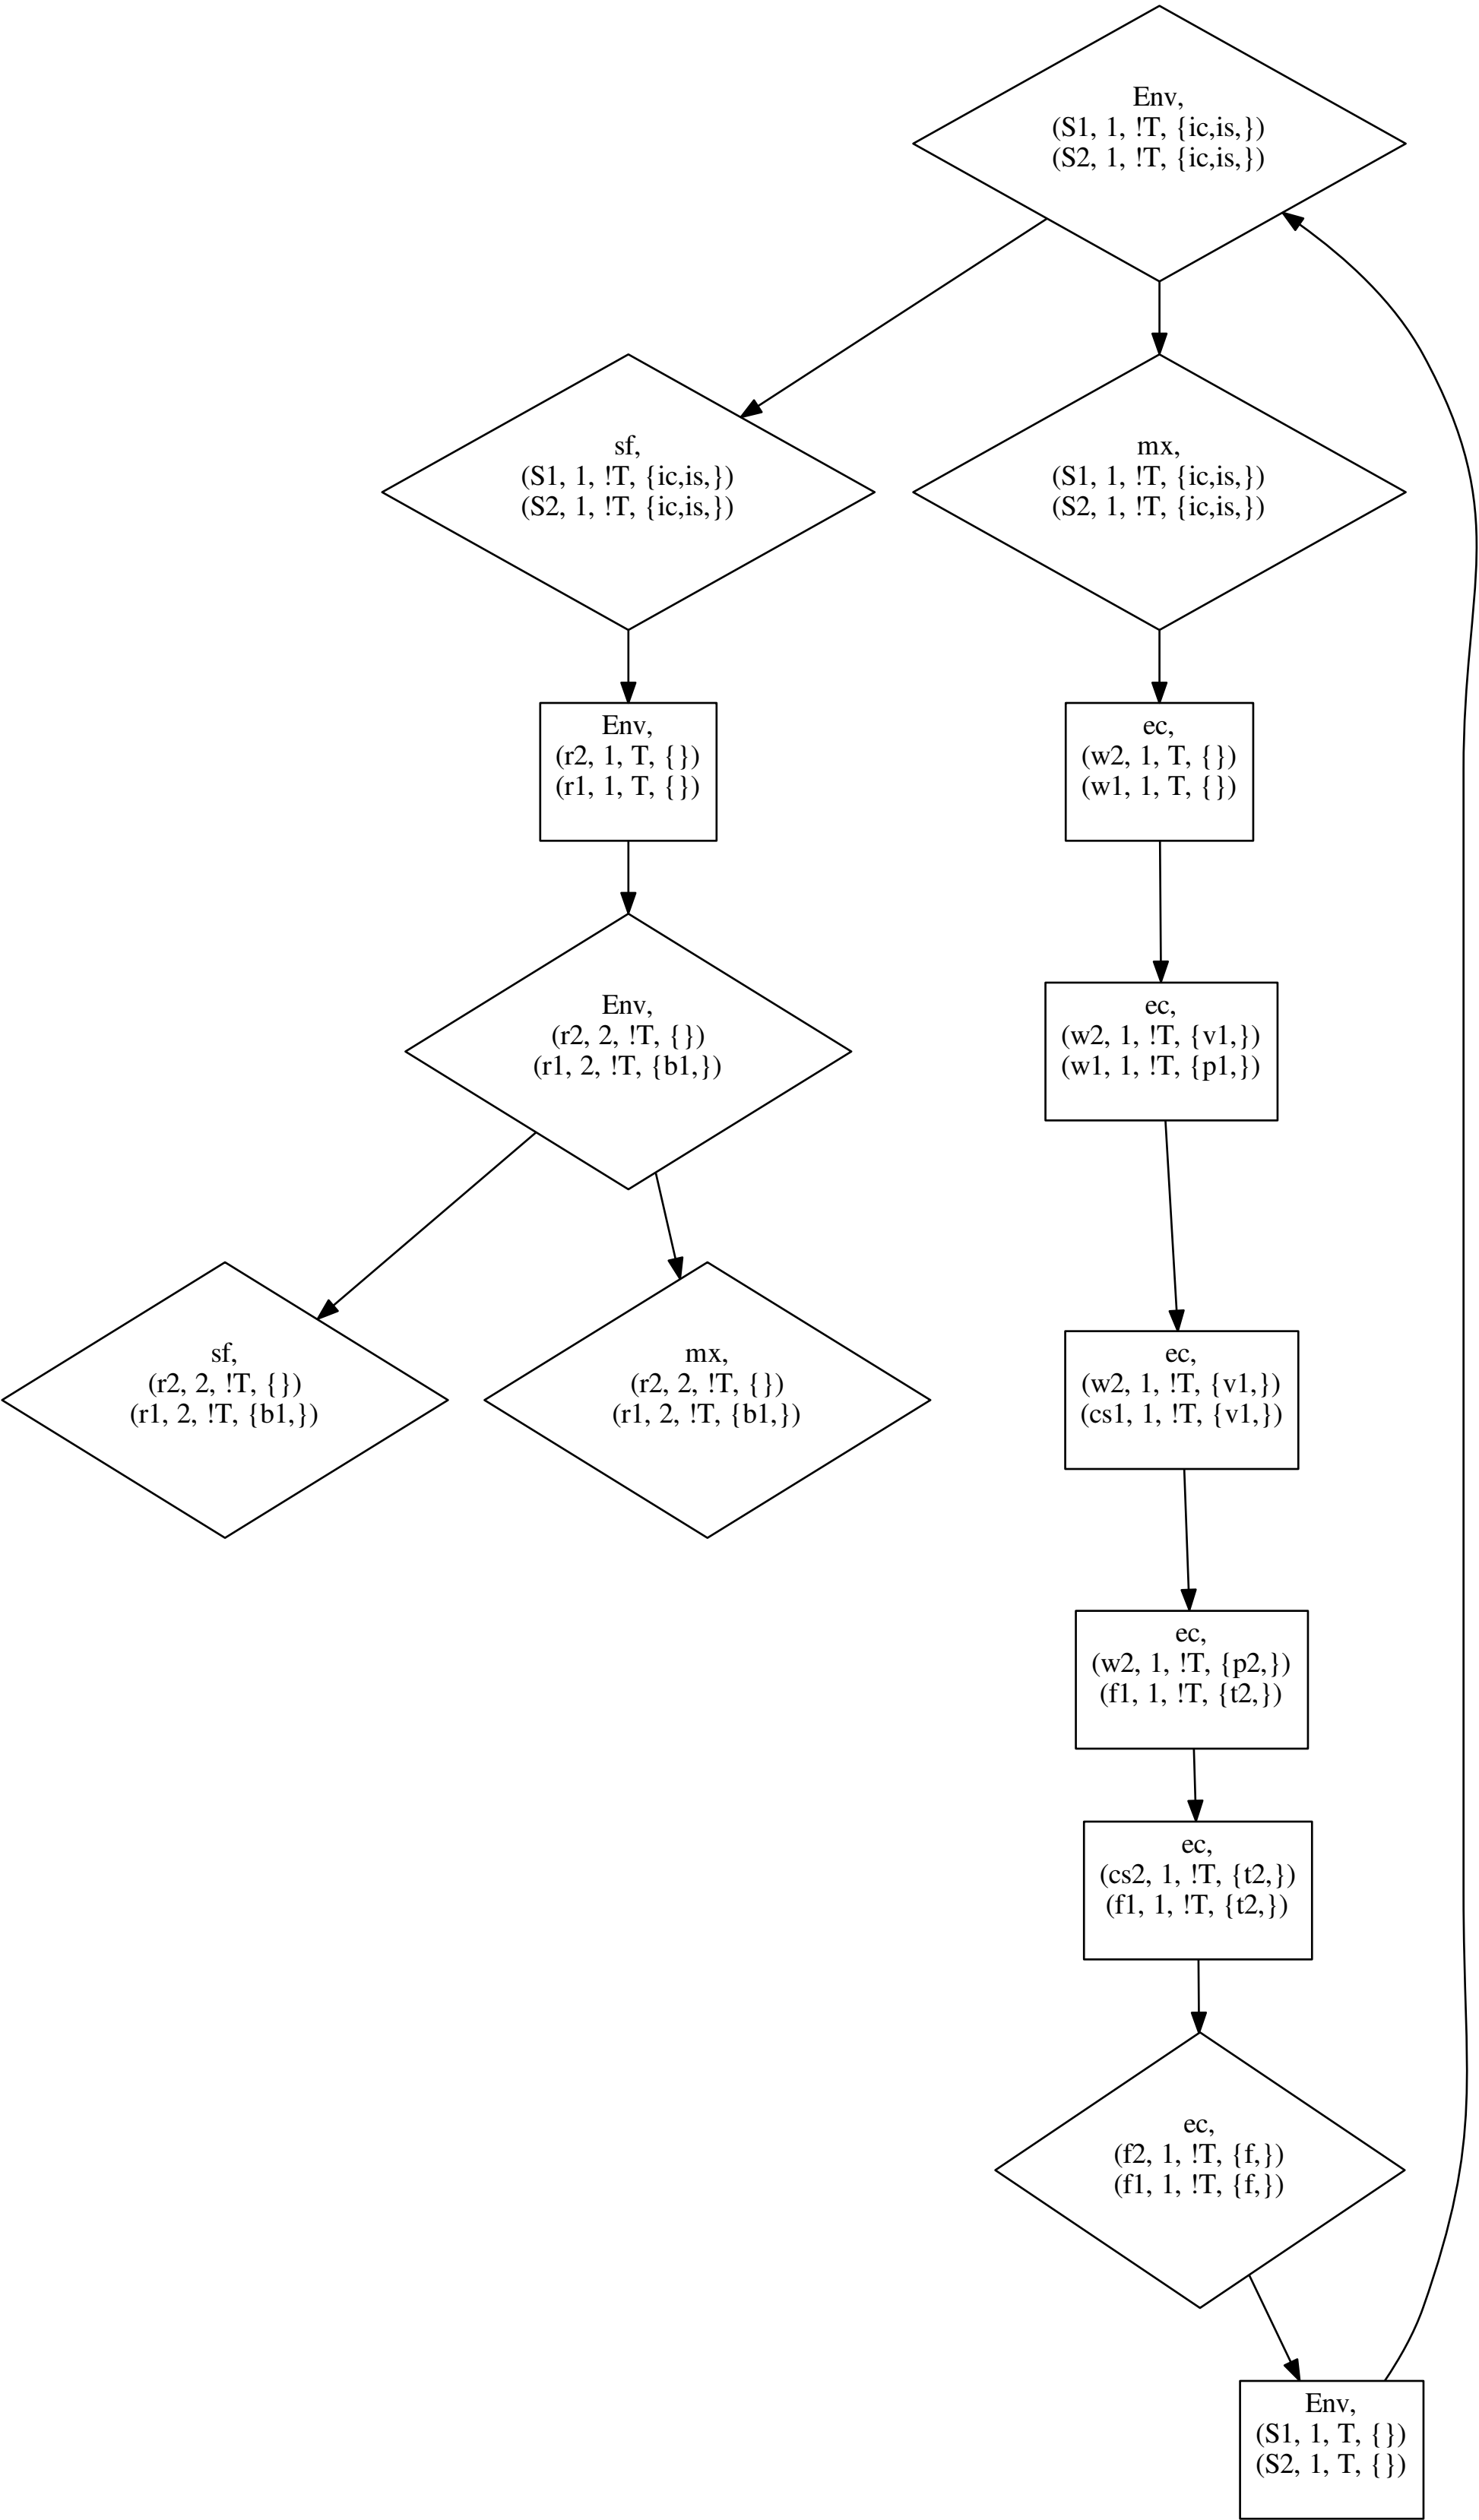 Env,
(S1, 1, !T, {ic,is,})
(S2, 1, !T, {ic,is,})
sf,
(S1, 1, !T, {ic,is,})
(S2, 1, !T, {ic,is,})
mx,
(S1, 1, !T, {ic,is,})
(S2, 1, !T, {ic,is,})
Env,
(r2, 1, T, {})
(r1, 1, T, {})
ec,
(w2, 1, T, {})
(w1, 1, T, {})
Env,
(r2, 2, !T, {})
(r1, 2, !T, {b1,})
ec,
(w2, 1, !T, {v1,})
(w1, 1, !T, {p1,})
sf,
(r2, 2, !T, {})
(r1, 2, !T, {b1,})
mx,
(r2, 2, !T, {})
(r1, 2, !T, {b1,})
ec,
(w2, 1, !T, {v1,})
(cs1, 1, !T, {v1,})
ec,
(w2, 1, !T, {p2,})
(f1, 1, !T, {t2,})
ec,
(cs2, 1, !T, {t2,})
(f1, 1, !T, {t2,})
ec,
(f2, 1, !T, {f,})
(f1, 1, !T, {f,})
Env,
(S1, 1, T, {})
(S2, 1, T, {})